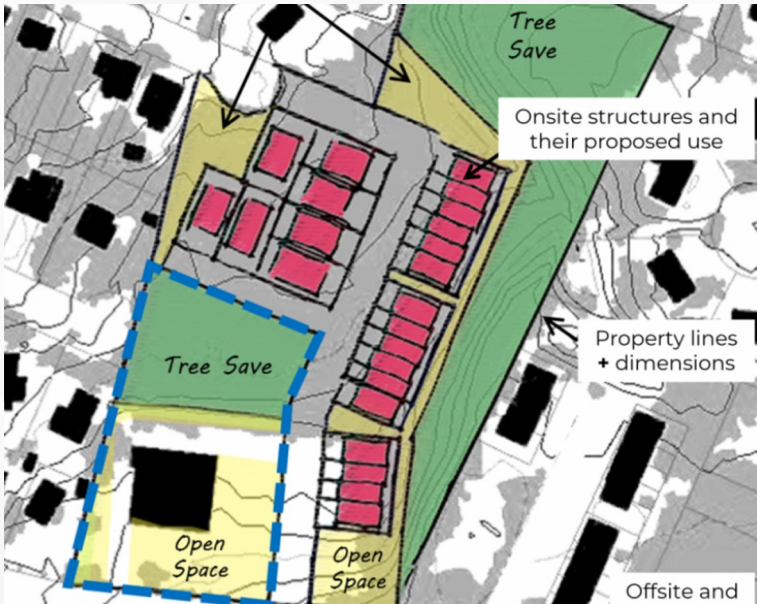 Tree
Save
Onsite structures and
their proposed use
Property lines
+ dimensions
Tree Save
Open
Space
Open
Space
Offsite and